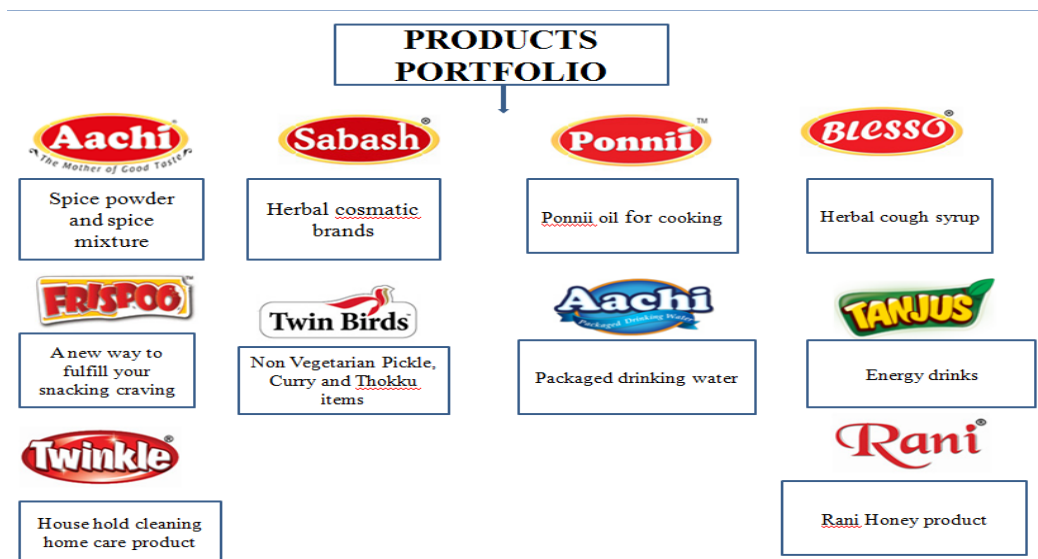 PRODUCTS
PORTFOLIO
Aachi
The Mother of Good Taste
Sabash®
Ponnii™
BLESSO®
Spice powder
and spice
mixture
Herbal cosmatic
brands
Ponnii oil for cooking
Herbal cough syrup
FRISPOO™
Twin Birds™
Aachi
Packaged Drinking Water
TANJUS
A new way to
fulfill your
snacking craving
Non Vegetarian Pickle,
Curry and Thokku
items
Packaged drinking water
Energy drinks
Twinkle®
Rani®
House hold cleaning
home care product
Rani Honey product